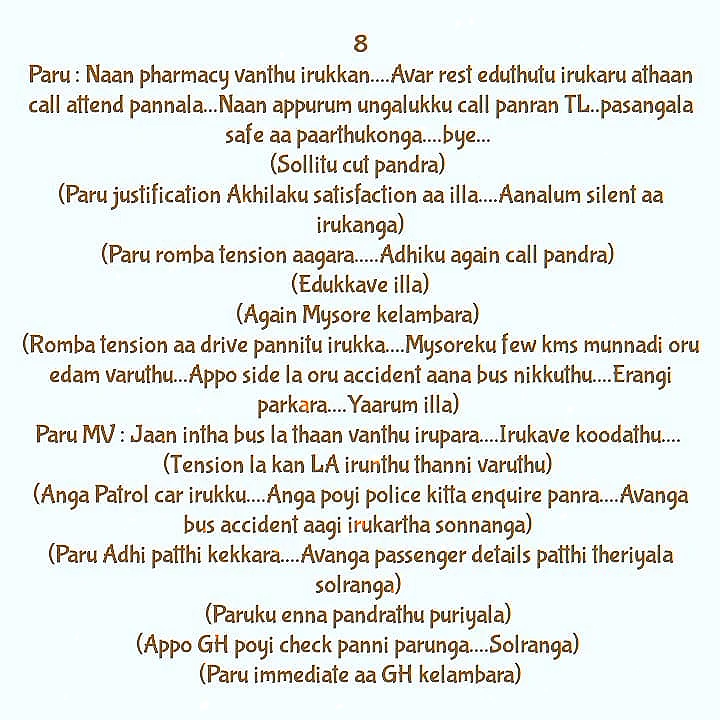 8
Paru : Naan pharmacy vanthu irukkan....Avar rest eduthutu irukaru athaan
call attend pannala...Naan appurum ungalukku call panran TL..pasangala
safe aa paarthukonga....bye...
(Sollitu cut pandra)
(Paru justification Akhilaku satisfaction aa illa....Aanalum silent aa
irukanga)
(Paru romba tension aagara.....Adhiku again call pandra)
(Edukkave illa)
(Again Mysore kelambara)
(Romba tension aa drive pannitu irukka....Mysoreku few kms munnadi oru
edam varuthu...Appo side la oru accident aana bus nikkuthu....Erangi
parkara....Yaarum illa)
Paru MV : Jaan intha bus la thaan vanthu irupara....Irukave koodathu....
(Tension la kan LA irunthu thanni varuthu)
(Anga Patrol car irukku....Anga poyi police kitta enquire panra....Avanga
bus accident aagi irukartha sonnanga)
(Paru Adhi patthi kekkara....Avanga passenger details patthi theriyala
solranga)
(Paruku enna pandrathu puriyala)
(Appo GH poyi check panni parunga....Solranga)
(Paru immediate aa GH kelambara)